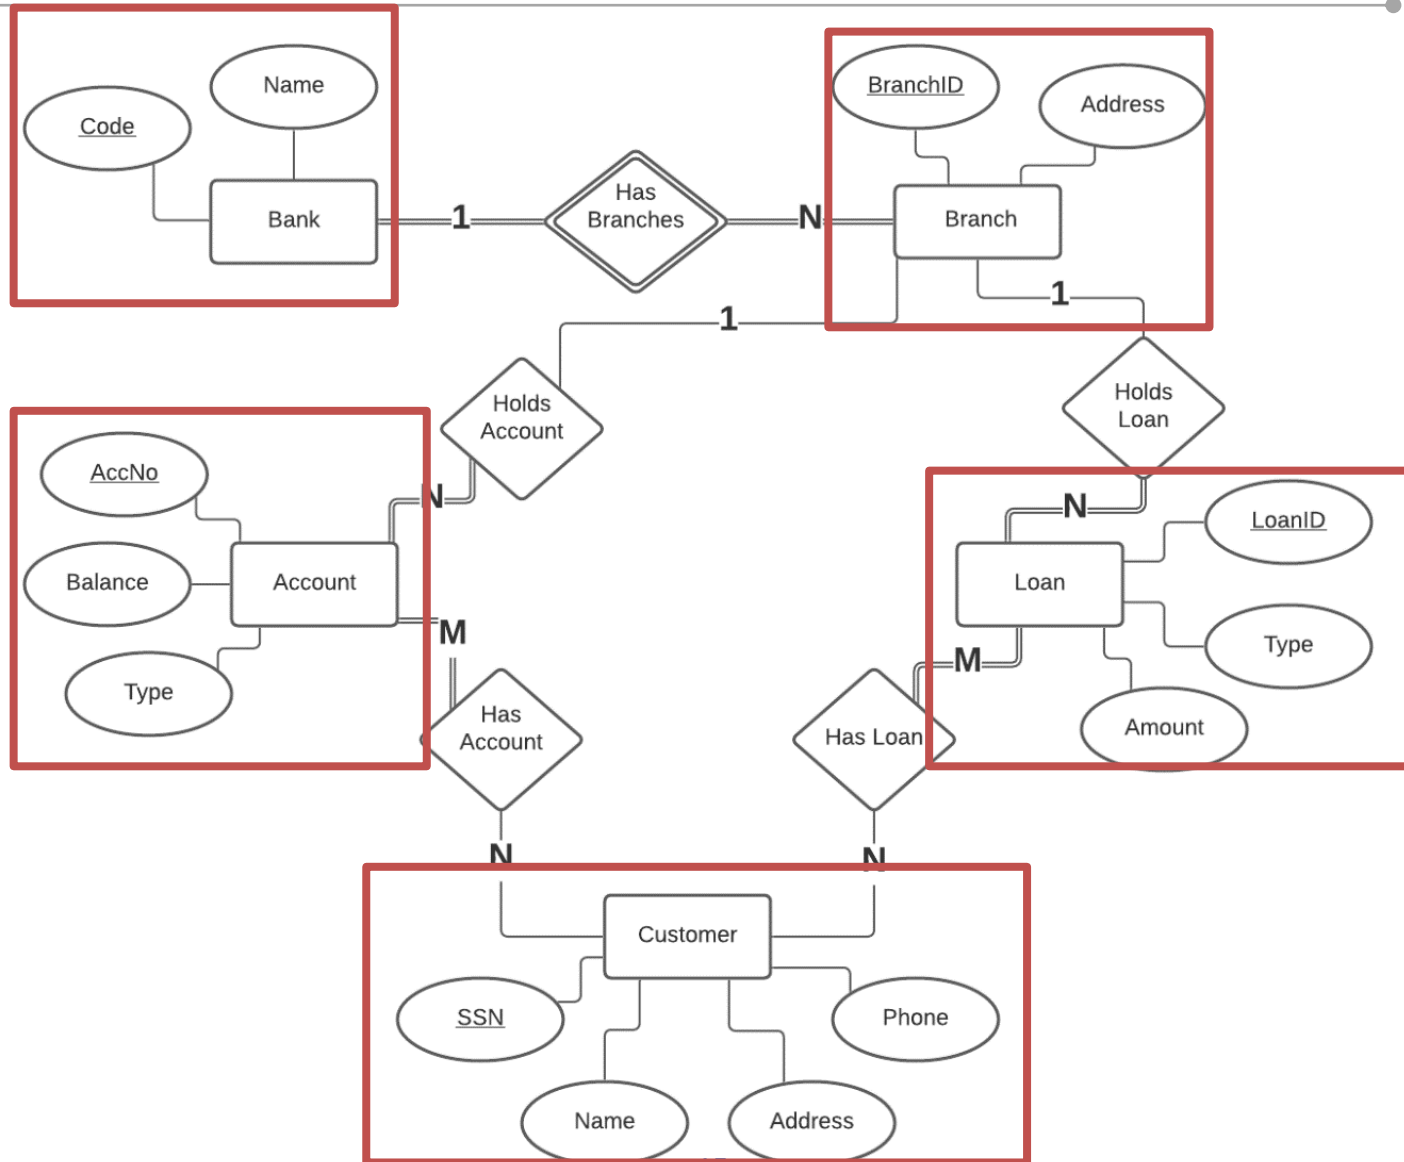 Name
Code
Bank
1
Has
Branches
N
BranchID
Address
Branch
1
1
Holds
Account
Holds
Loan
AccNo
N
Balance
Account
Type
M
Has
Account
N
N
LoanID
Loan
Type
M
Amount
Has Loan
N
Customer
SSN
Phone
Name
Address